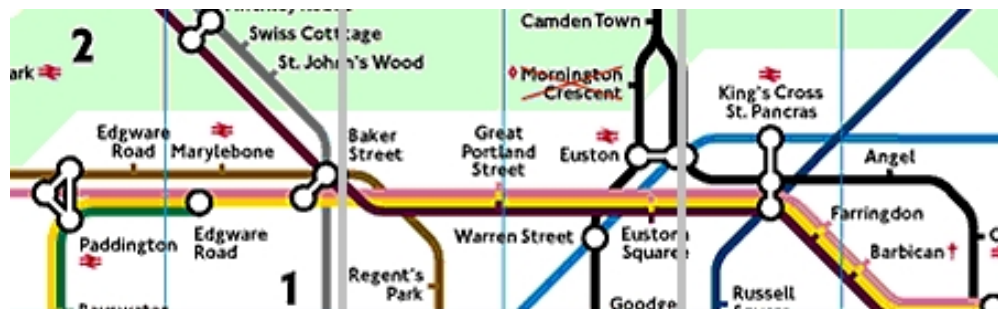 Camden Town
2
Swiss Cottage
ark
St. John's Wood
Mornington
Crescent
King's Cross
St. Pancras
Edgware
Road
Marylebone
Baker
Street
Great
Portland
Street
Euston
Angel
Paddington
Edgware
Road
Warren Street
Euston
Square
Farringdon
Barbican†
1
Regent's
Park
Goodge
Russell